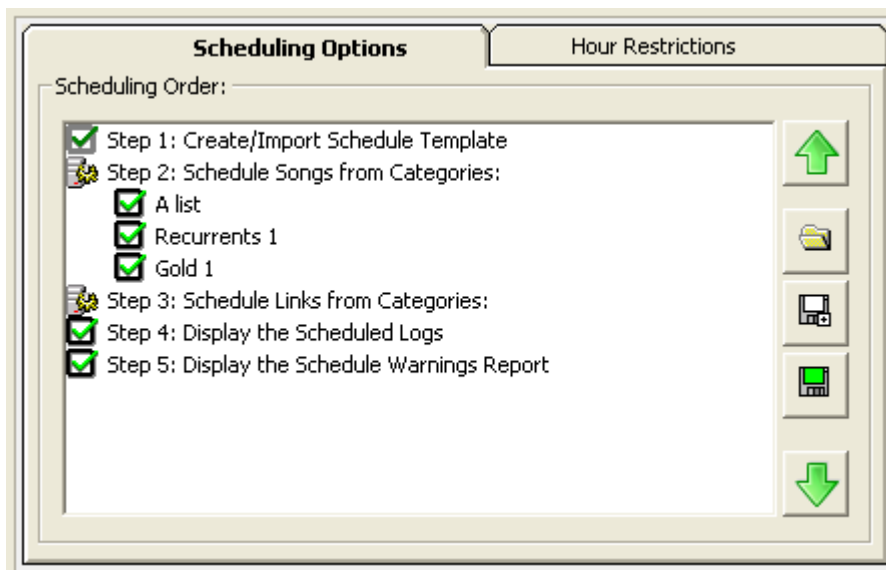 Scheduling Options
Hour Restrictions
Scheduling Order:
Step 1: Create/Import Schedule Template
Step 2: Schedule Songs from Categories:
A list
Recurrents 1
Gold 1
Step 3: Schedule Links from Categories:
Step 4: Display the Scheduled Logs
Step 5: Display the Schedule Warnings Report